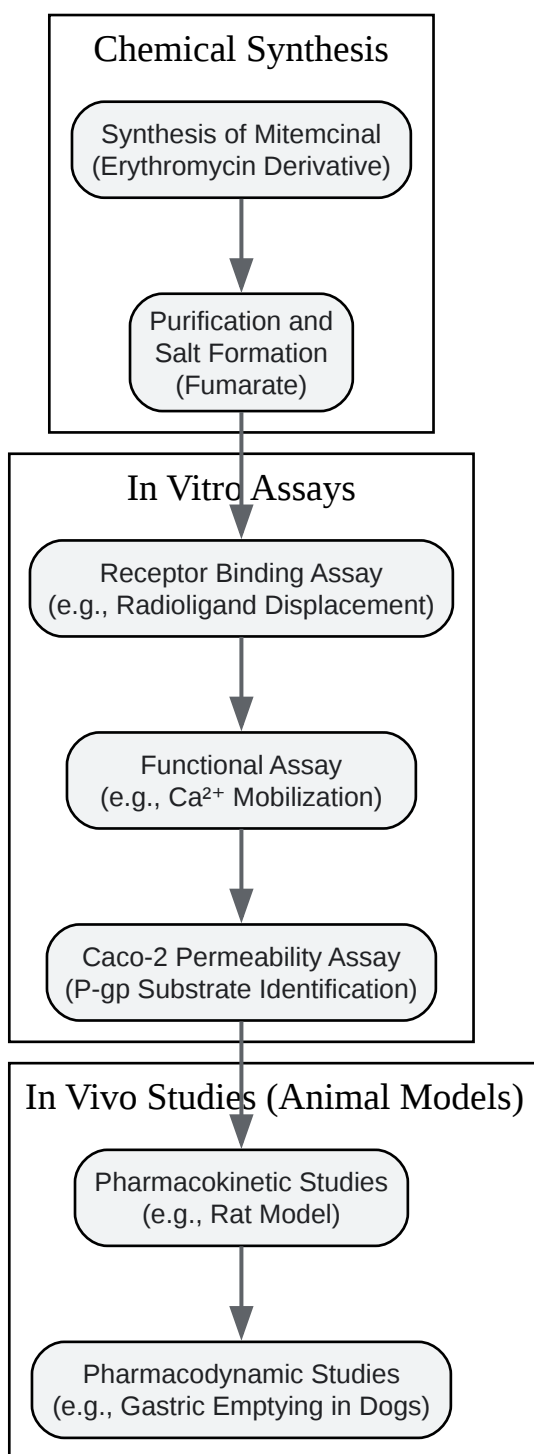 Chemical Synthesis
Synthesis of Mitemcinal
(Erythromycin Derivative)
Purification and
Salt Formation
(Fumarate)
In Vitro Assays
Receptor Binding Assay
(e.g., Radioligand Displacement)
Functional Assay
(e.g., Ca²⁺ Mobilization)
Caco-2 Permeability Assay
(P-gp Substrate Identification)
In Vivo Studies (Animal Models)
Pharmacokinetic Studies
(e.g., Rat Model)
Pharmacodynamic Studies
(e.g., Gastric Emptying in Dogs)